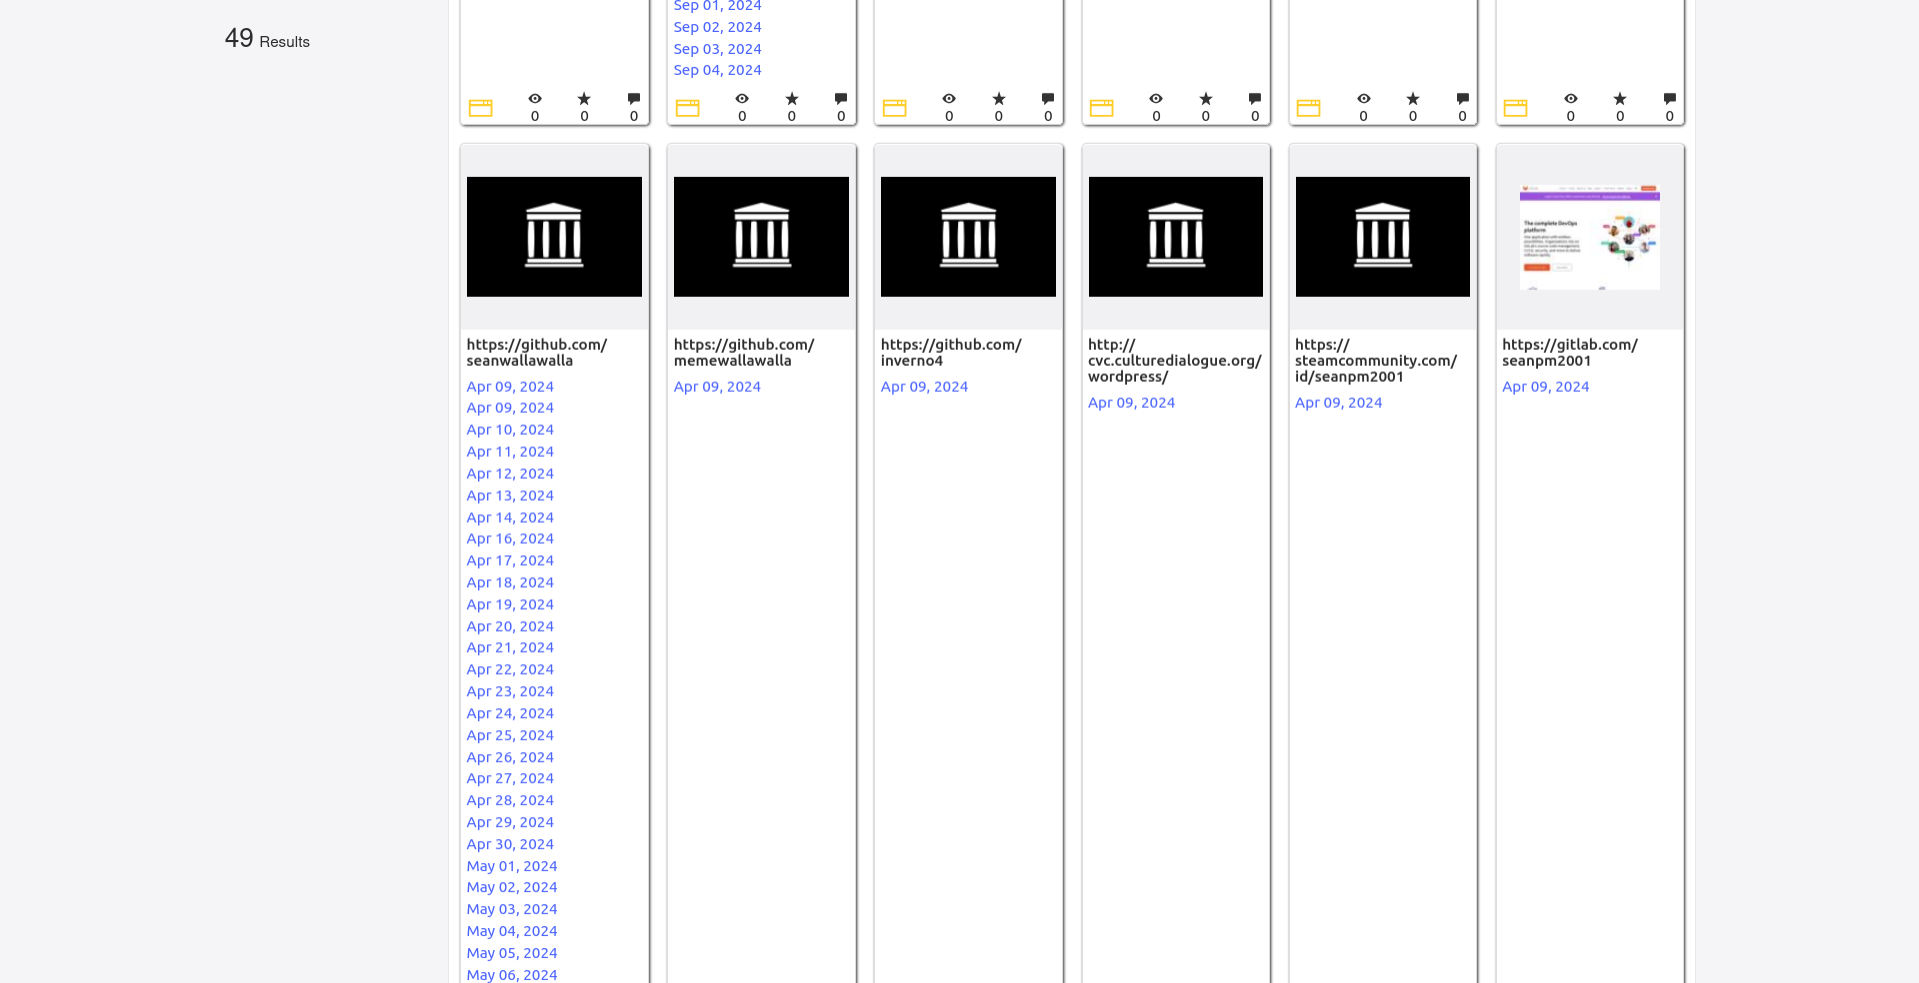 49 Results
Sep 01, 2024
Sep 02, 2024
Sep 03, 2024
Sep 04, 2024
0 0 0
0 0 0
0 0 0
0 0 0
0 0 0
0 0 0
https://github.com/
seanwallawalla
Apr 09, 2024
Apr 09, 2024
Apr 10, 2024
Apr 11, 2024
Apr 12, 2024
Apr 13, 2024
Apr 14, 2024
Apr 16, 2024
Apr 17, 2024
Apr 18, 2024
Apr 19, 2024
Apr 20, 2024
Apr 21, 2024
Apr 22, 2024
Apr 23, 2024
Apr 24, 2024
Apr 25, 2024
Apr 26, 2024
Apr 27, 2024
Apr 28, 2024
Apr 29, 2024
Apr 30, 2024
May 01, 2024
May 02, 2024
May 03, 2024
May 04, 2024
May 05, 2024
May 06, 2024
https://github.com/
memewallawalla
Apr 09, 2024
https://github.com/
inverno4
Apr 09, 2024
http://
cvc.culturedialogue.org/
wordpress/
Apr 09, 2024
https://
steamcommunity.com/
id/seanpm2001
Apr 09, 2024
The complete DevOps
platform
https://gitlab.com/
seanpm2001
Apr 09, 2024